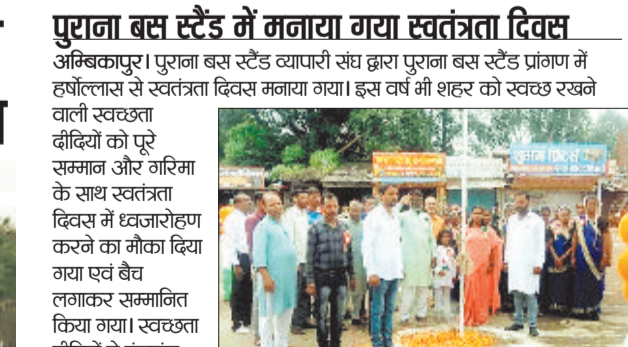 पुराना बस स्टैंड में मनाया गया स्वतंत्रता दिवस
अम्बिकापुर। पुराना बस स्टैंड व्यापारी संघ द्वारा पुराना बस स्टैंड प्रांगण में
हर्षोल्लास से स्वतंत्रता दिवस मनाया गया। इस वर्ष भी शहर को स्वच्छ रखने
वाली स्वच्छता
दीदियों को पूरे
सम्मान और गरिमा
के साथ स्वतंत्रता
दिवस में ध्वजारोहण
करने का मौका दिया
गया एवं बैच
लगाकर सम्मानित
किया गया। स्वच्छता